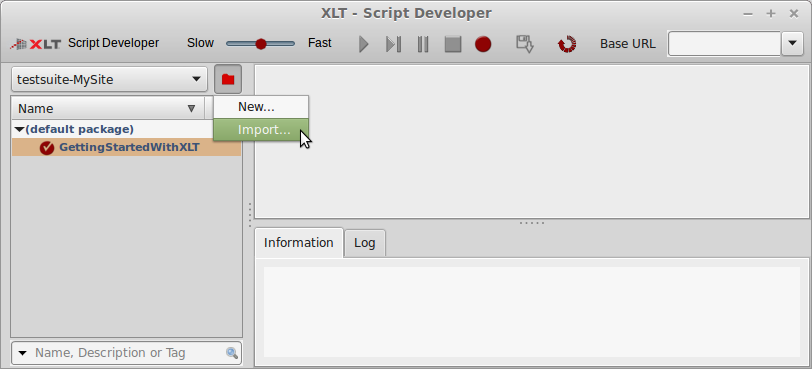 XLT - Script Developer
XLT Script Developer Slow Fast Base URL
testsuite-MySite
New...
Import...
Name
(default package)
GettingStartedWithXLT
Information Log
Name, Description or Tag